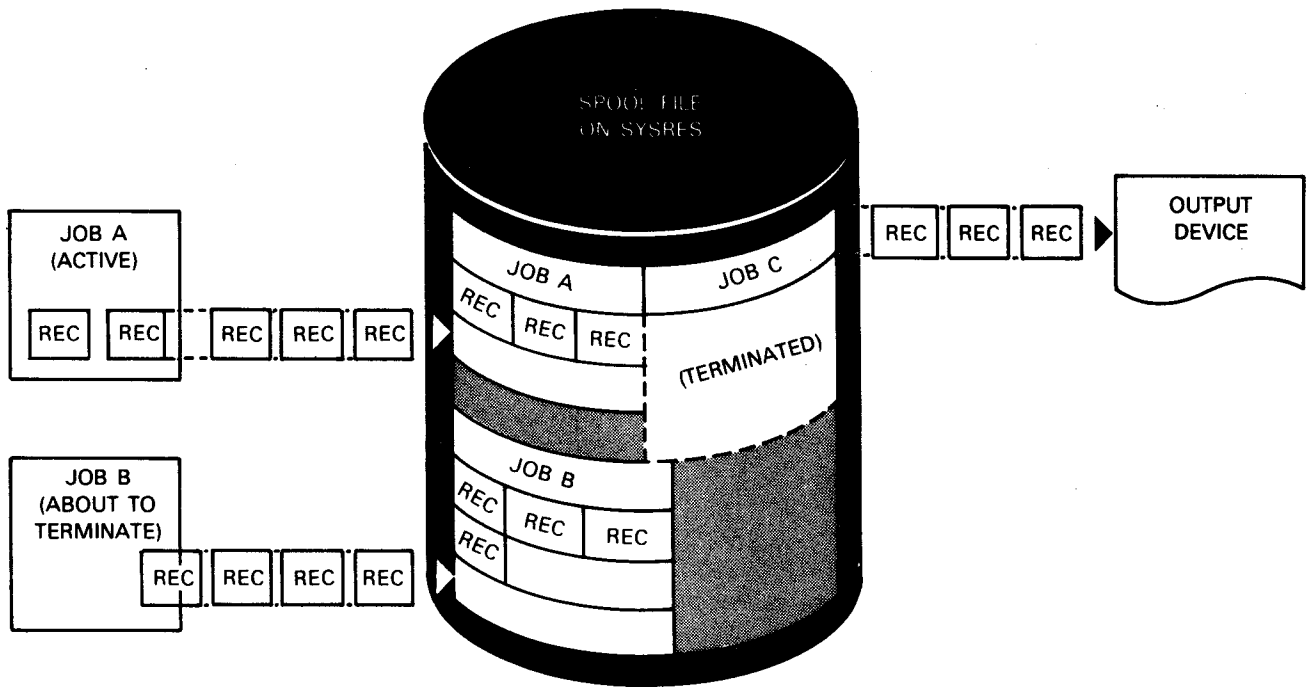 SPOOL FILE
ON SYSRES
JOB A
(ACTIVE)
REC
REC
REC
REC
REC
JOB B
(ABOUT TO
TERMINATE)
REC
REC
REC
REC
JOB A
REC
REC
REC
JOB C
(TERMINATED)
JOB B
REC
REC
REC
REC
REC
REC
REC
OUTPUT
DEVICE